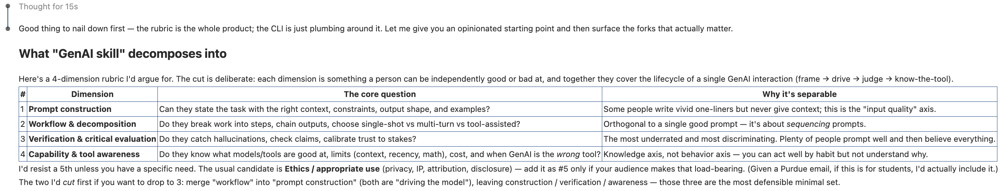 Thought for 15s
Good thing to nail down first — the rubric is the whole product; the CLI is just plumbing around it. Let me give you an opinionated starting point and then surface the forks that actually matter.
What "GenAI skill" decomposes into
Here's a 4-dimension rubric I'd argue for. The cut is deliberate: each dimension is something a person can be independently good or bad at, and together they cover the lifecycle of a single GenAI interaction (frame → drive → judge → know-the-tool).
# Dimension The core question Why it's separable
1 Prompt construction Can they state the task with the right context, constraints, output shape, and examples? Some people write vivid one-liners but never give context; this is the "input quality" axis.
2 Workflow & decomposition Do they break work into steps, chain outputs, choose single-shot vs multi-turn vs tool-assisted? Orthogonal to a single good prompt — it's about sequencing prompts.
3 Verification & critical evaluation Do they catch hallucinations, check claims, calibrate trust to stakes? The most underrated and most discriminating. Plenty of people prompt well and then believe everything.
4 Capability & tool awareness Do they know what models/tools are good at, limits (context, recency, math), cost, and when GenAI is the wrong tool? Knowledge axis, not behavior axis — you can act well by habit but not understand why.
I'd resist a 5th unless you have a specific need. The usual candidate is Ethics / appropriate use (privacy, IP, attribution, disclosure) — add it as #5 only if your audience makes that load-bearing. (Given a Purdue email, if this is for students, I'd actually include it.)
The two I'd cut first if you want to drop to 3: merge "workflow" into "prompt construction" (both are "driving the model"), leaving construction / verification / awareness — those three are the most defensible minimal set.